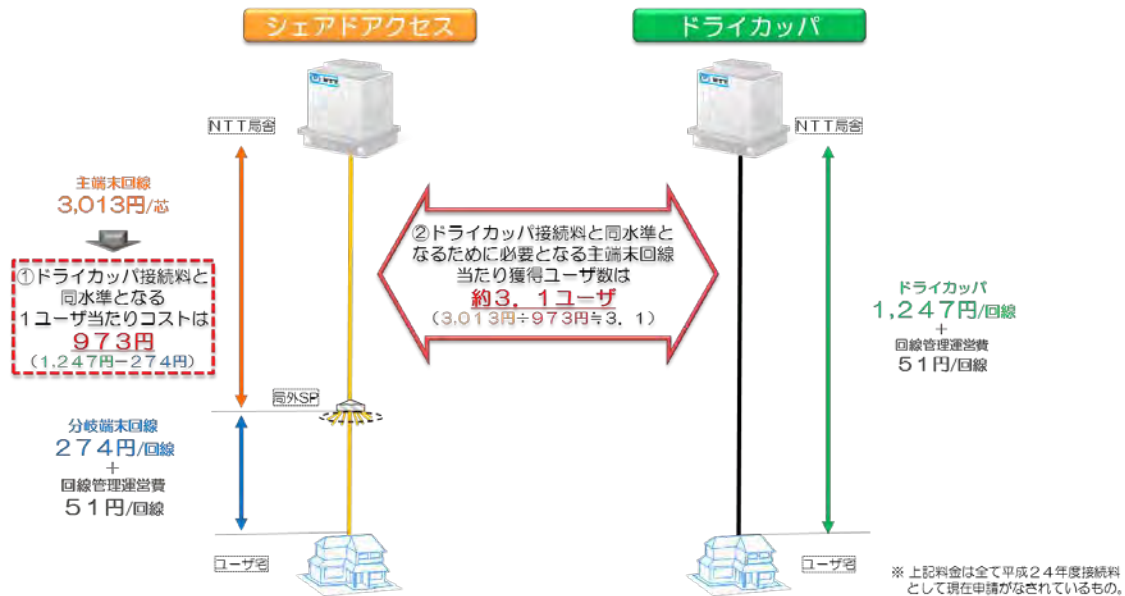 シェアドアクセス
ドライカッパ
NTT局舎
NTT局舎
主端末回線
3,013円/芯
①ドライカッパ接続料と
同水準となる
1ユーザ当たりコストは
973円
(1,247円−274円)
②ドライカッパ接続料と同水準と
なるために必要となる主端末回線
当たり獲得ユーザ数は
約3.1ユーザ
(3,013円÷973円≒3.1)
ドライカッパ
1,247円/回線
+
回線管理運営費
51円/回線
局外SP
分岐端末回線
274円/回線
+
回線管理運営費
51円/回線
ユーザ宅
ユーザ宅
※ 上記料金は全て平成24年度接続料
として現在申請がなされているもの。